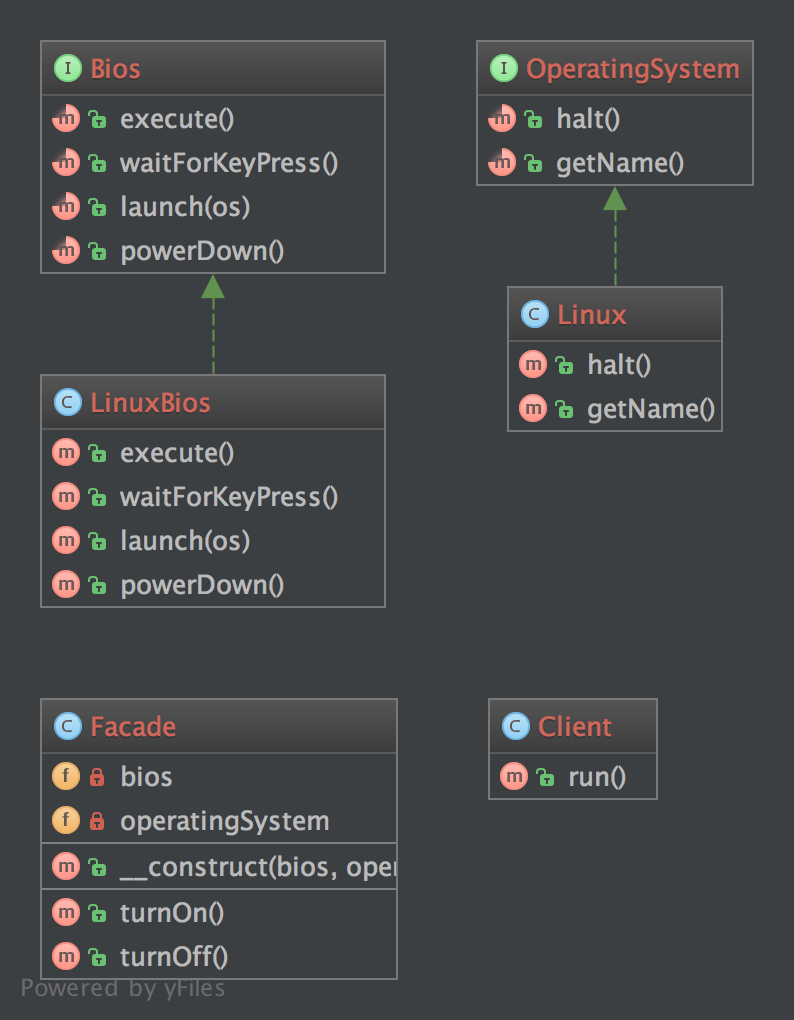 I Bios
m execute()
m waitForKeyPress()
m launch(os)
m powerDown()
I OperatingSystem
m halt()
m getName()
C Linux
m halt()
m getName()
C LinuxBios
m execute()
m waitForKeyPress()
m launch(os)
m powerDown()
C Facade
f bios
f operatingSystem
m __construct(bios, oper
m turnOn()
m turnOff()
C Client
m run()
Powered by yFiles